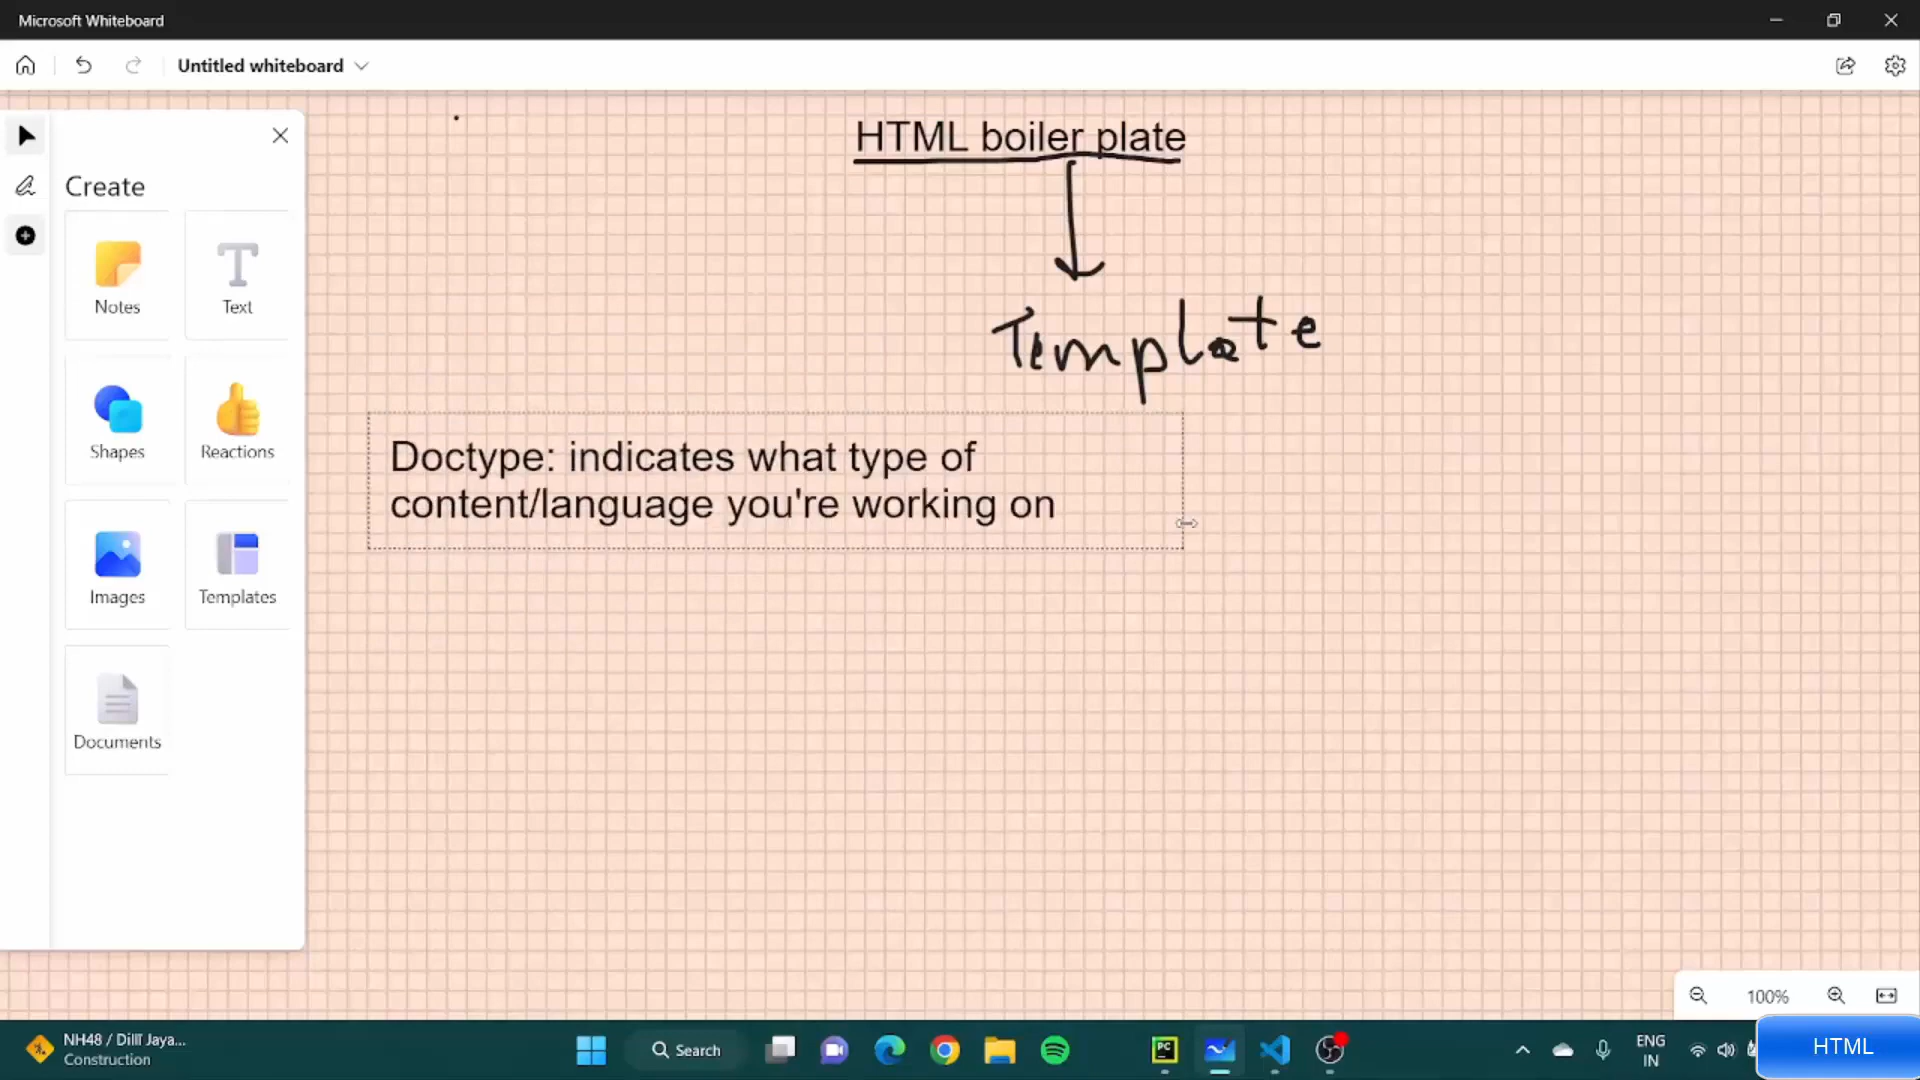 Microsoft Whiteboard
Untitled whiteboard
HTML boiler plate
Create
Notes
Text
Template
Shapes
Reactions
Doctype: indicates what type of
content/language you're working on
Images
Templates
Documents
100%
NH48 / Dilli Jaya...
Construction
Search
PC
ENG
IN
HTML